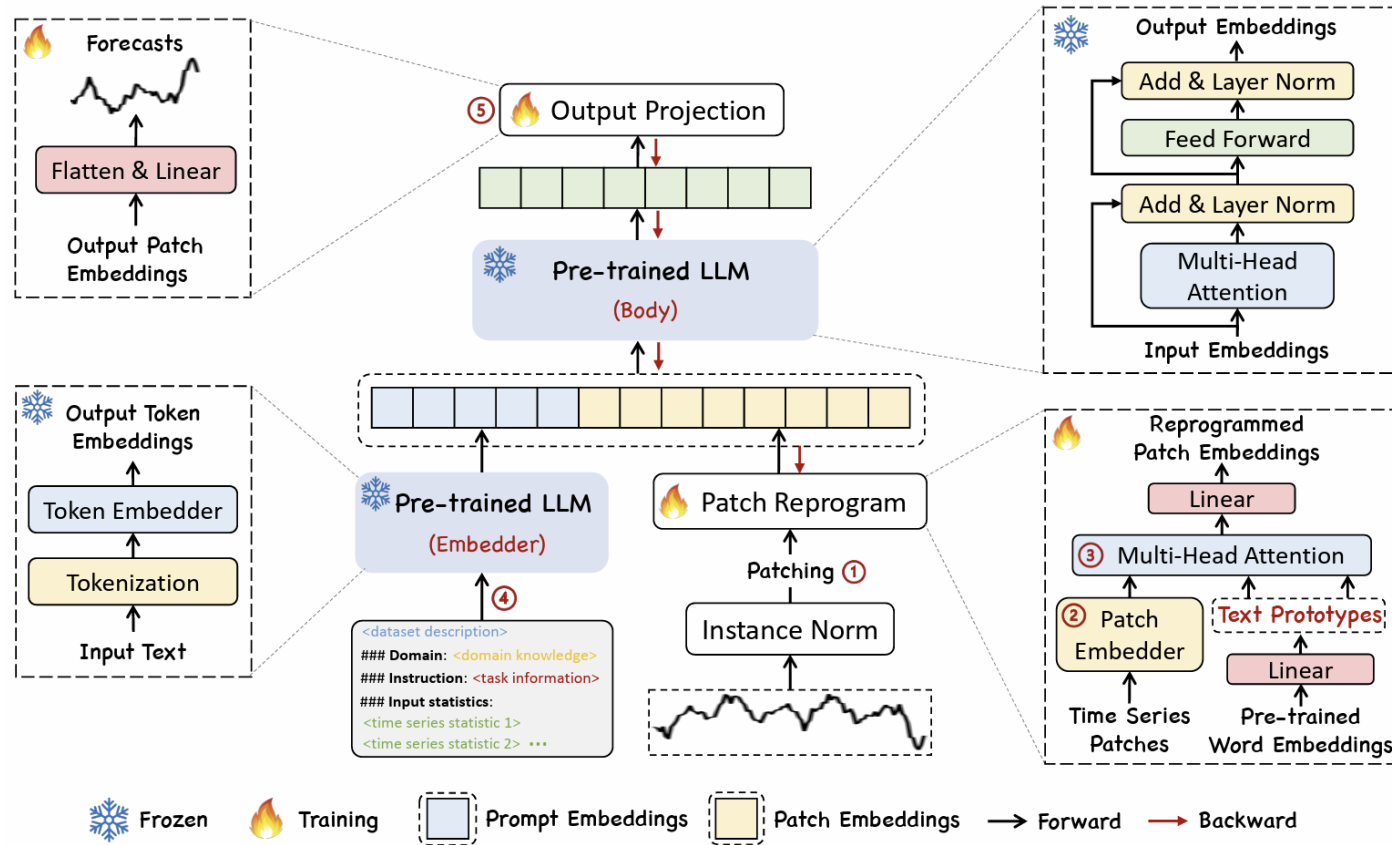 Forecasts
Flatten & Linear
Output Patch
Embeddings
⑤ Output Projection
Pre-trained LLM
(Body)
Output Embeddings
Add & Layer Norm
Feed Forward
Add & Layer Norm
Multi-Head
Attention
Input Embeddings
Output Token
Embeddings
Token Embedder
Tokenization
Input Text
Pre-trained LLM
(Embedder)
④
<dataset description>
### Domain: <domain knowledge>
### Instruction: <task information>
### Input statistics:
<time series statistic 1>
<time series statistic 2> ···
Patch Reprogram
Patching ①
Instance Norm
Reprogrammed
Patch Embeddings
Linear
③ Multi-Head Attention
② Patch
Embedder
Text Prototypes
Linear
Time Series
Patches
Pre-trained
Word Embeddings
Frozen
Training
Prompt Embeddings
Patch Embeddings
Forward
Backward